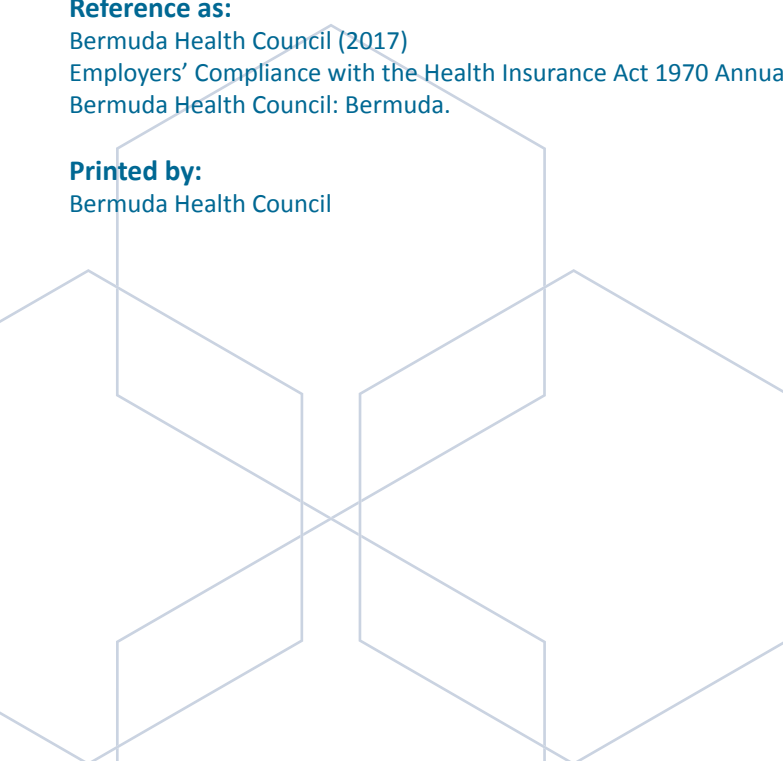 Reference as:
Bermuda Health Council (2017)
Employers’ Compliance with the Health Insurance Act 1970 Annua
Bermuda Health Council: Bermuda.
Printed by:
Bermuda Health Council